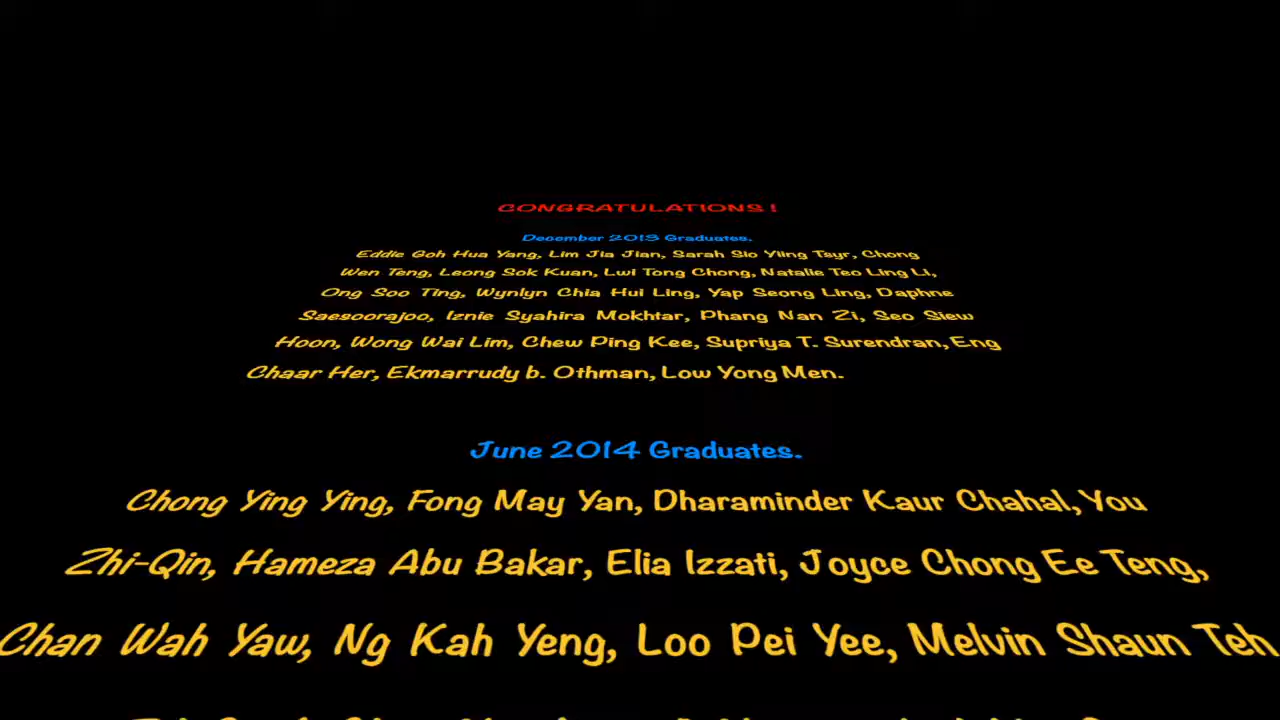 CONGRATULATIONS !
December 2013 Graduates.
Eddie Goh Hua Yang, Lim Jia Jian, Sarah Sio Yiing Tsyr, Chong
Wen Teng, Leong Sok Kuan, Lwi Tong Chong, Natalie Teo Ling Li,
Ong Soo Ting, Wynlyn Chia Hui Ling, Yap Seong Ling, Daphne
Saesoorajoo, Iznie Syahira Mokhtar, Phang Nan Zi, Seo Siew
Hoon, Wong Wai Lim, Chew Ping Kee, Supriya T. Surendran, Eng
Chaar Her, Ekmarrudy b. Othman, Low Yong Men.
June 2014 Graduates.
Chong Ying Ying, Fong May Yan, Dharaminder Kaur Chahal, You
Zhi-Qin, Hameza Abu Bakar, Elia Izzati, Joyce Chong Ee Teng,
Chan Wah Yaw, Ng Kah Yeng, Loo Pei Yee, Melvin Shaun Teh